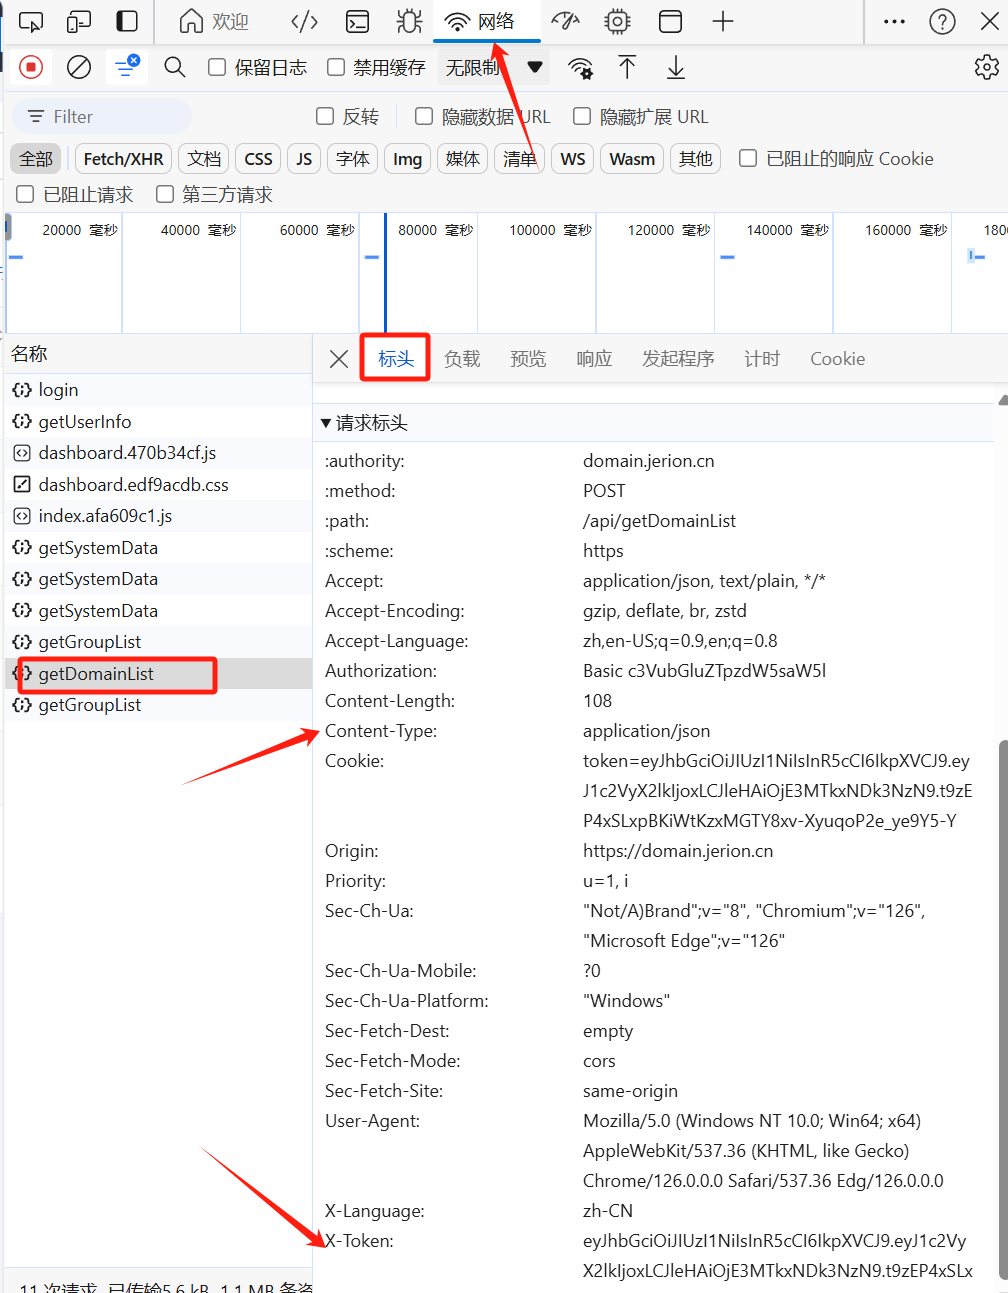 欢迎
网络
保留日志
禁用缓存
无限制
Filter
反转
隐藏数据 URL
隐藏扩展 URL
全部
Fetch/XHR
文档
CSS
JS
字体
Img
媒体
清单
WS
Wasm
其他
已阻止的响应 Cookie
已阻止请求
第三方请求
20000 毫秒
40000 毫秒
60000 毫秒
80000 毫秒
100000 毫秒
120000 毫秒
140000 毫秒
160000 毫秒
名称
标头
负载
预览
响应
发起程序
计时
Cookie
login
getUserInfo
dashboard.470b34cf.js
dashboard.edf9acdb.css
index.afa609c1.js
getSystemData
getSystemData
getSystemData
getGroupList
getDomainList
getGroupList
请求标头
:authority: domain.jerion.cn
:method: POST
:path: /api/getDomainList
:scheme: https
Accept: application/json, text/plain, */*
Accept-Encoding: gzip, deflate, br, zstd
Accept-Language: zh,en-US;q=0.9,en;q=0.8
Authorization: Basic c3VubGluZTpzdW5saW5l
Content-Length: 108
Content-Type: application/json
Cookie: token=eyJhbGciOiJIUzI1NiIsInR5cCI6IkpXVCJ9.ey
J1c2VyX2lkIjoxLCJleHAiOjE3MTkxNDk3NzN9.t9zE
P4xSLxpBKiWtKzxMGTY8xv-XyuqoP2e_ye9Y5-Y
Origin: https://domain.jerion.cn
Priority: u=1, i
Sec-Ch-Ua: "Not/A)Brand";v="8", "Chromium";v="126",
"Microsoft Edge";v="126"
Sec-Ch-Ua-Mobile: ?0
Sec-Ch-Ua-Platform: "Windows"
Sec-Fetch-Dest: empty
Sec-Fetch-Mode: cors
Sec-Fetch-Site: same-origin
User-Agent: Mozilla/5.0 (Windows NT 10.0; Win64; x64)
AppleWebKit/537.36 (KHTML, like Gecko)
Chrome/126.0.0.0 Safari/537.36 Edg/126.0.0.0
X-Language: zh-CN
X-Token: eyJhbGciOiJIUzI1NiIsInR5cCI6IkpXVCJ9.eyJ1c2Vy
X2lkIjoxLCJleHAiOjE3MTkxNDk3NzN9.t9zEP4xSLx
11 次请求 已传输5.6 kB 1.1 MB 条资